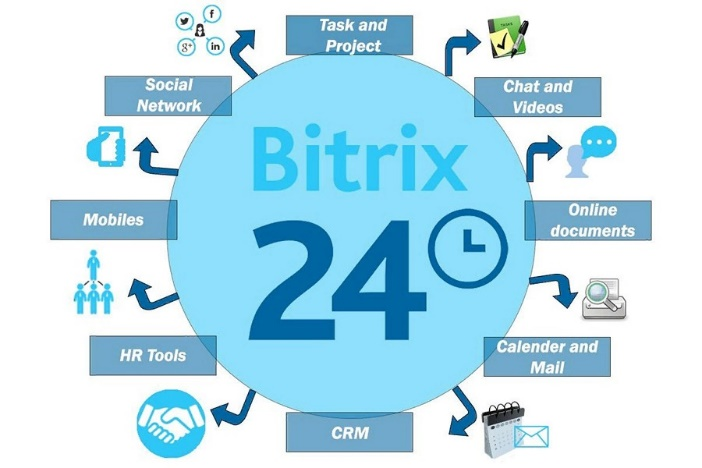 Task and
Project
Social
Network
Chat and
Videos
Bitrix
24
Mobiles
Online
documents
HR Tools
Calender and
Mail
CRM